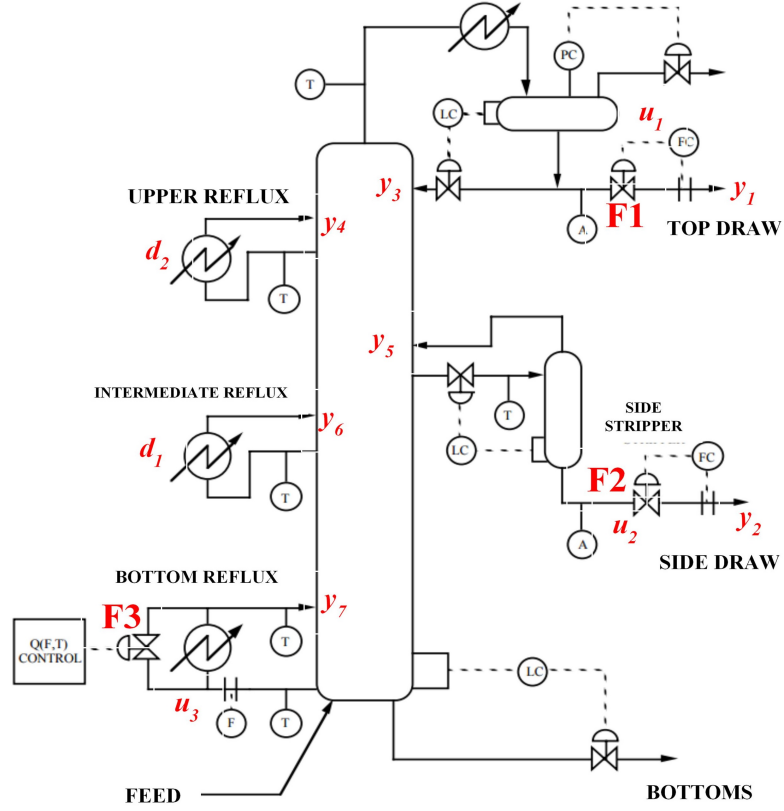 PC
T
LC
u1
FC
y3
y1
UPPER REFLUX
F1
A
TOP DRAW
y4
d2
T
y5
INTERMEDIATE REFLUX
SIDE
STRIPPER
T
y6
d1
LC
F2
FC
T
u2
y2
A
SIDE DRAW
BOTTOM REFLUX
F3
y7
Q(F,T)
CONTROL
T
LC
u3
F
T
FEED
BOTTOMS